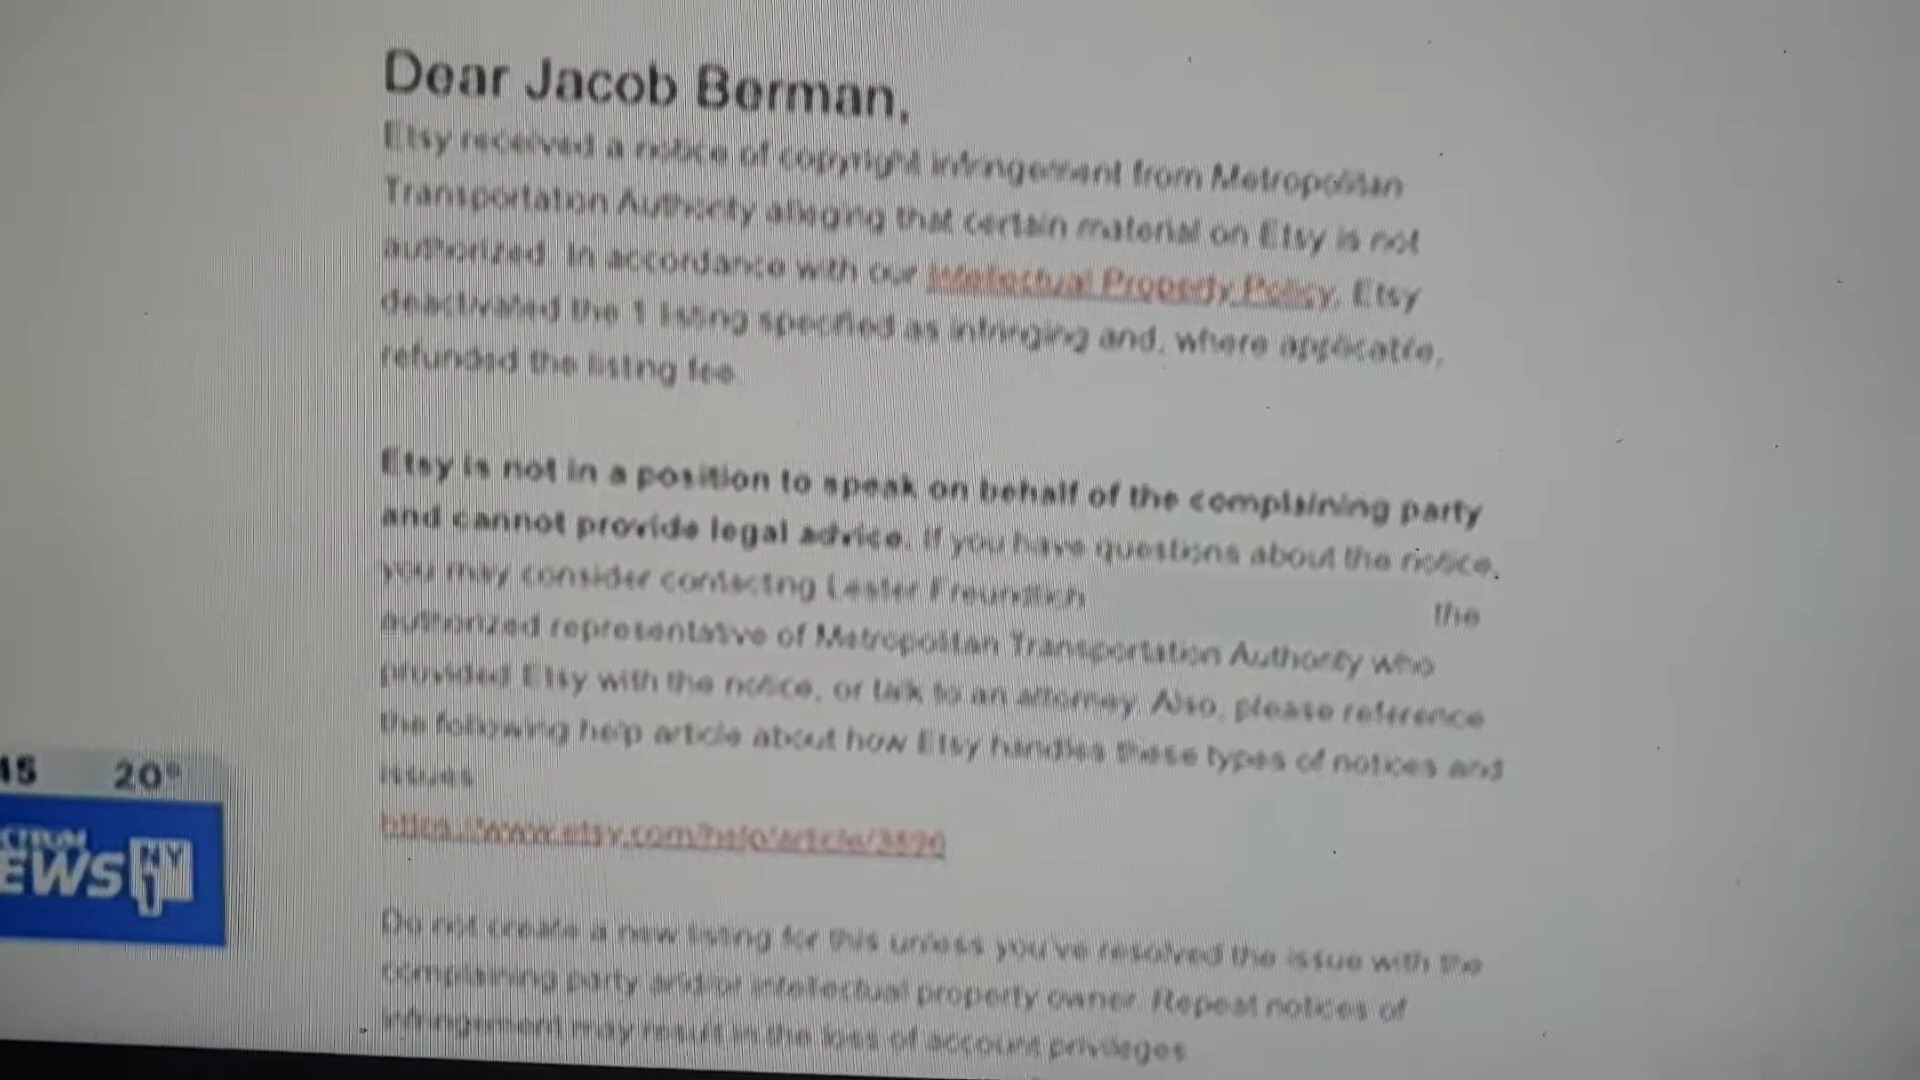 Dear Jacob Berman,
Etsy received a notice of copyright infringement from Metropolitan
Transportation Authority alleging that certain material on Etsy is not
authorized. In accordance with our Intellectual Property Policy, Etsy
deactivated the 1 listing specified as infringing and, where applicable,
refunded the listing fee.
Etsy is not in a position to speak on behalf of the complaining party
and cannot provide legal advice. If you have questions about the notice,
you may consider contacting Lester Freundlich the
authorized representative of Metropolitan Transportation Authority who
provided Etsy with the notice, or talk to an attorney. Also, please reference
the following help article about how Etsy handles these types of notices and
issues
Do not create a new listing for this unless you've resolved the issue with the
complaining party and/or intellectual property owner. Repeat notices of
infringement may result in the loss of account privileges.
45 20°
CTRUM
EWS NY
1